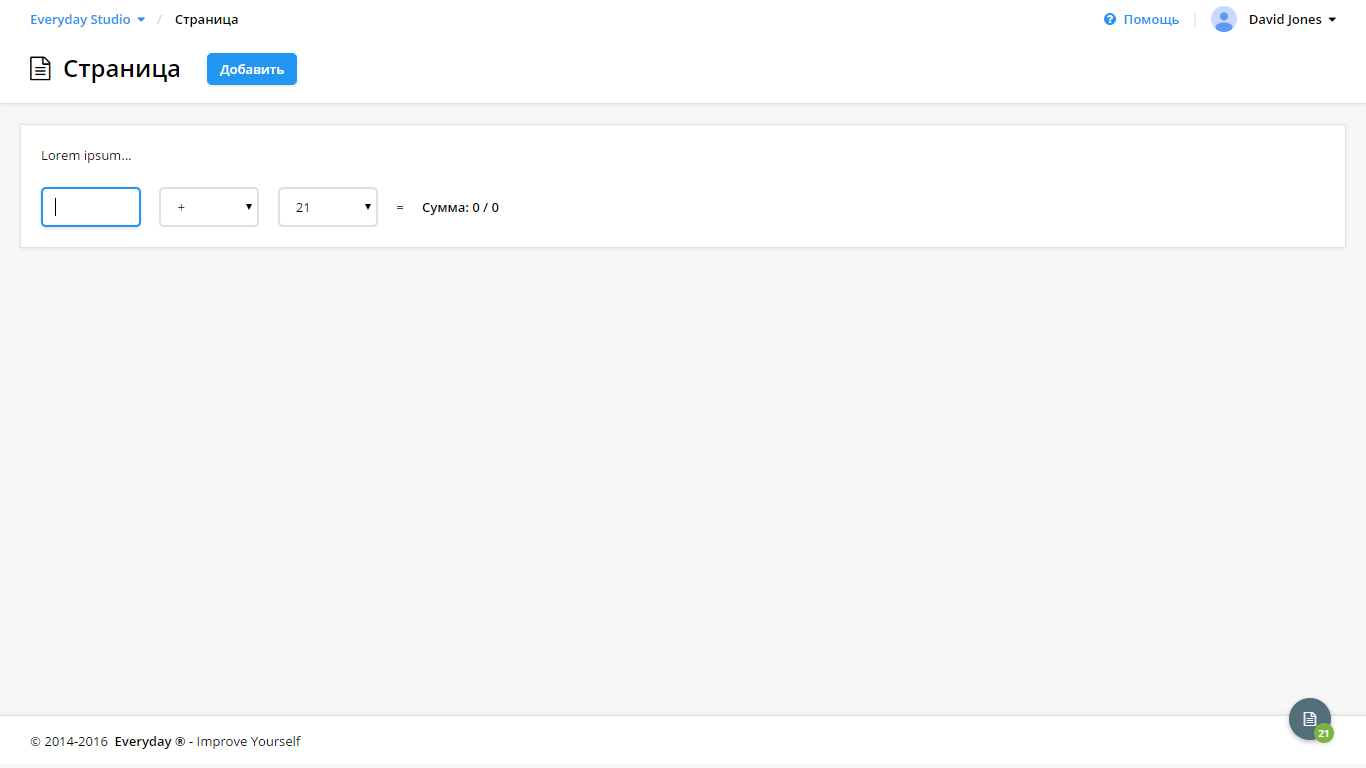 Everyday Studio / Страница
Помощь | David Jones
Страница
Добавить
Lorem ipsum...
+ 21 = Сумма: 0 / 0
21
© 2014-2016 Everyday ® - Improve Yourself